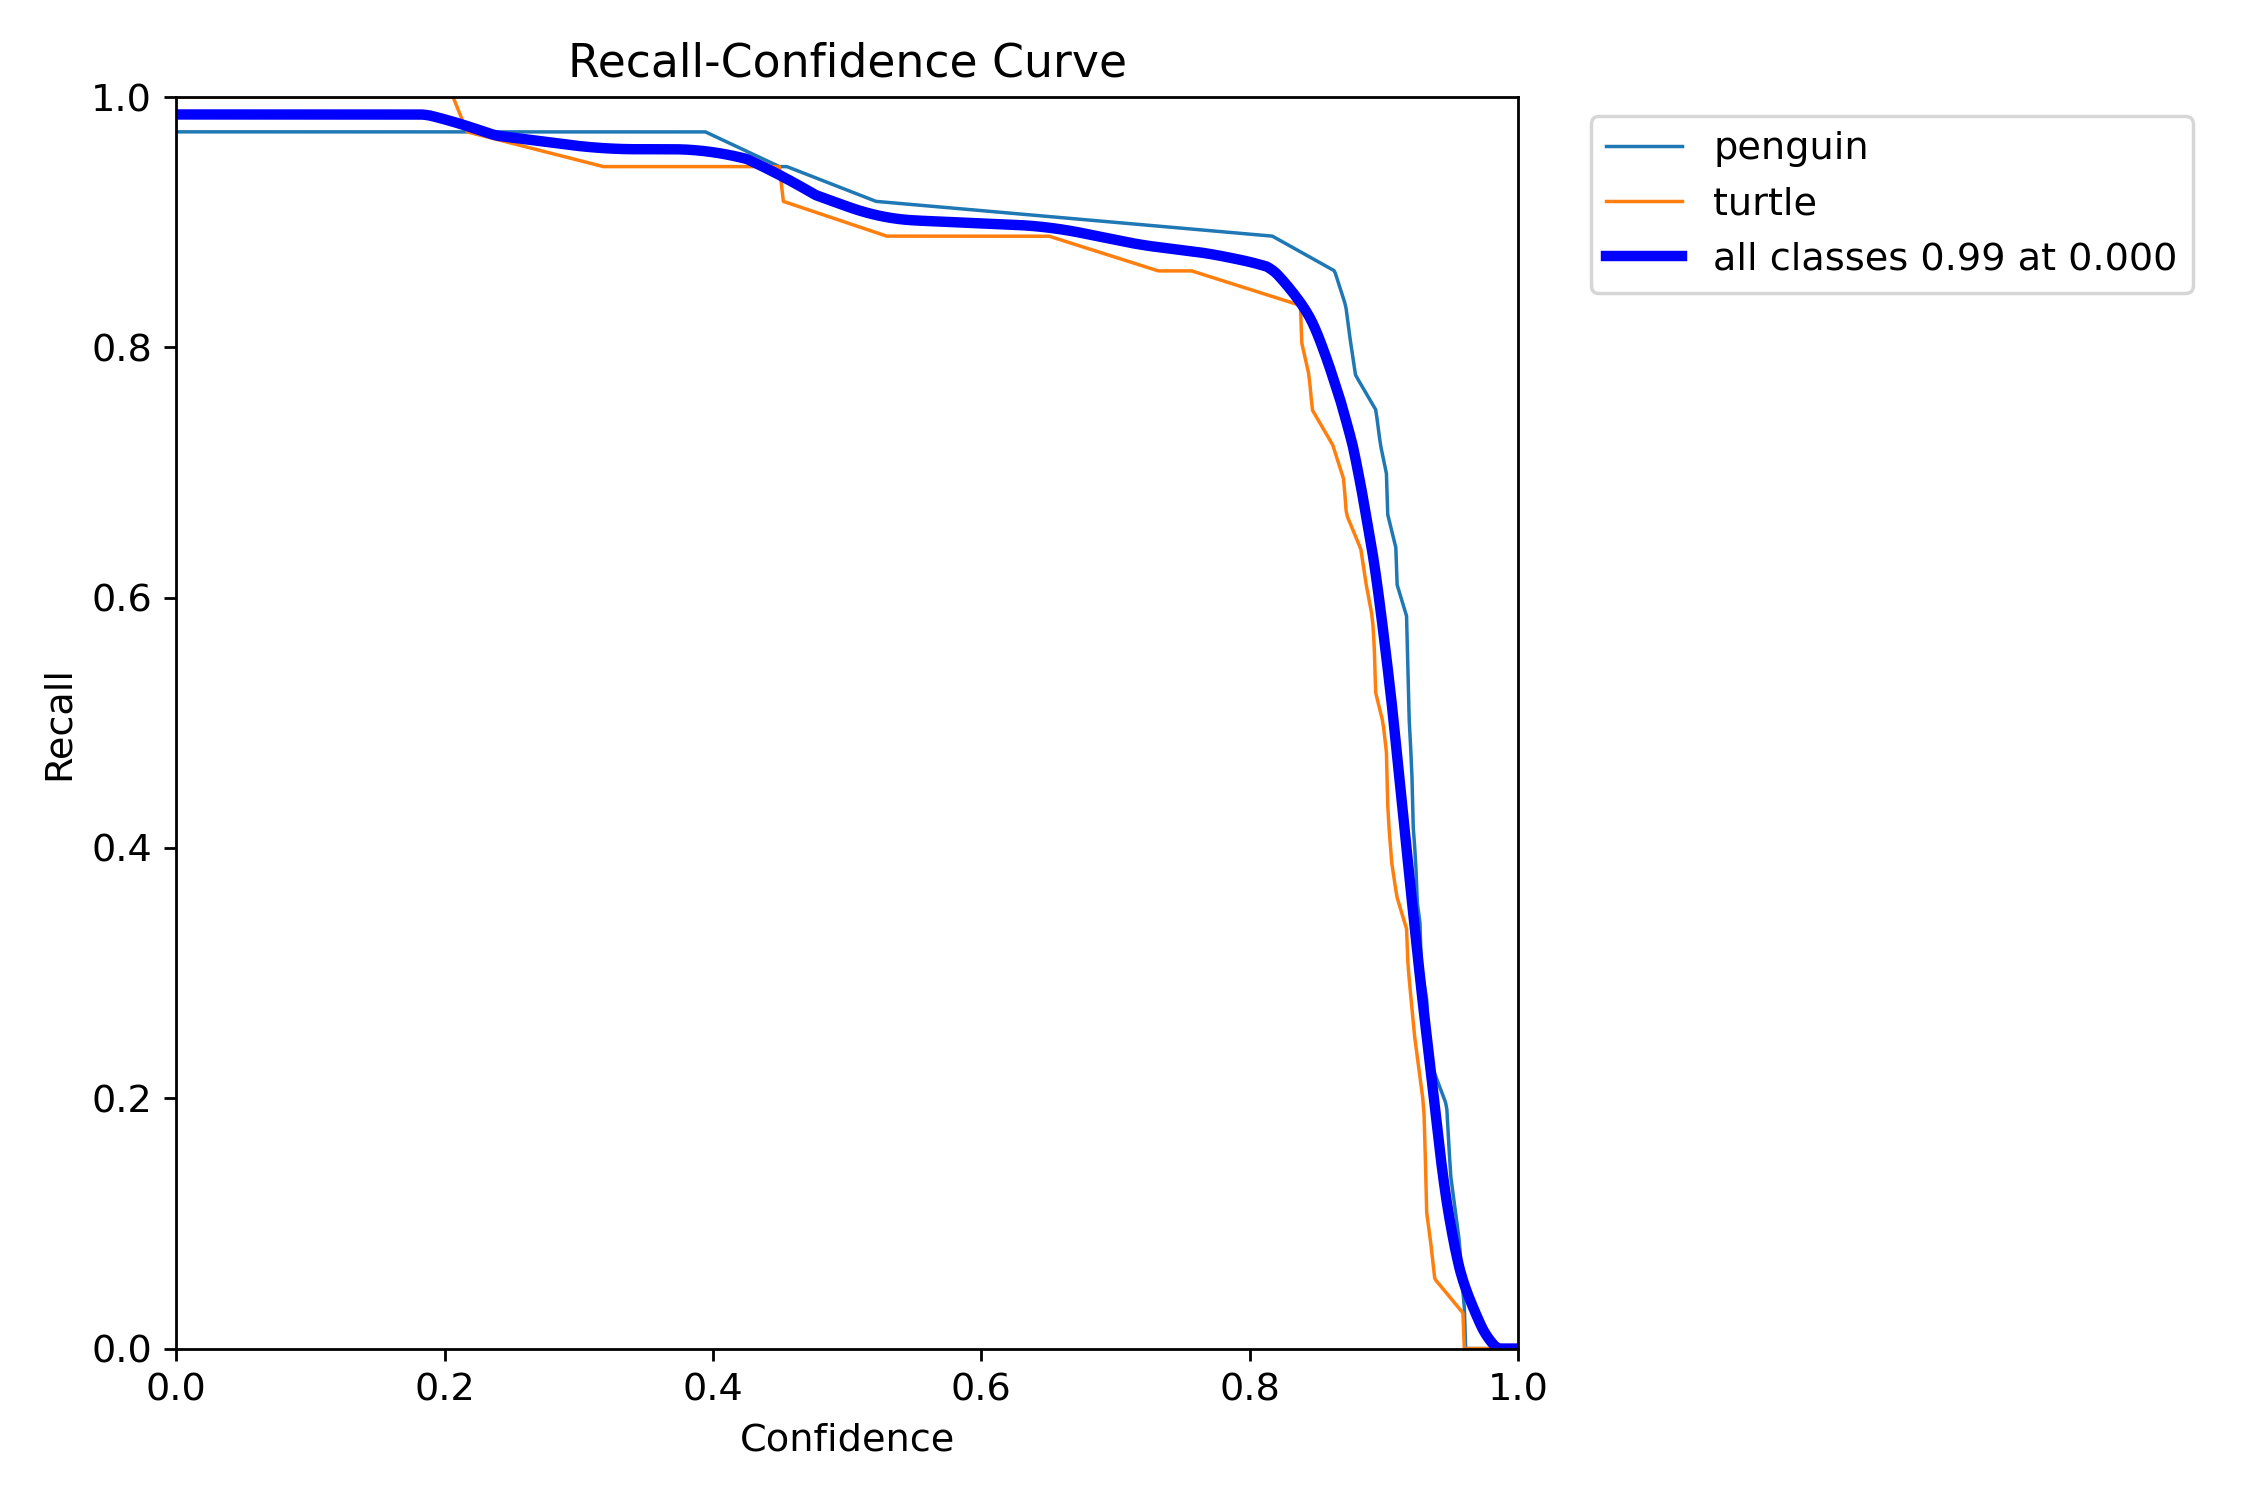 Recall-Confidence Curve
1.0
0.8
0.6
0.4
0.2
0.0
Recall
0.0 0.2 0.4 0.6 0.8 1.0
Confidence
penguin
turtle
all classes 0.99 at 0.000